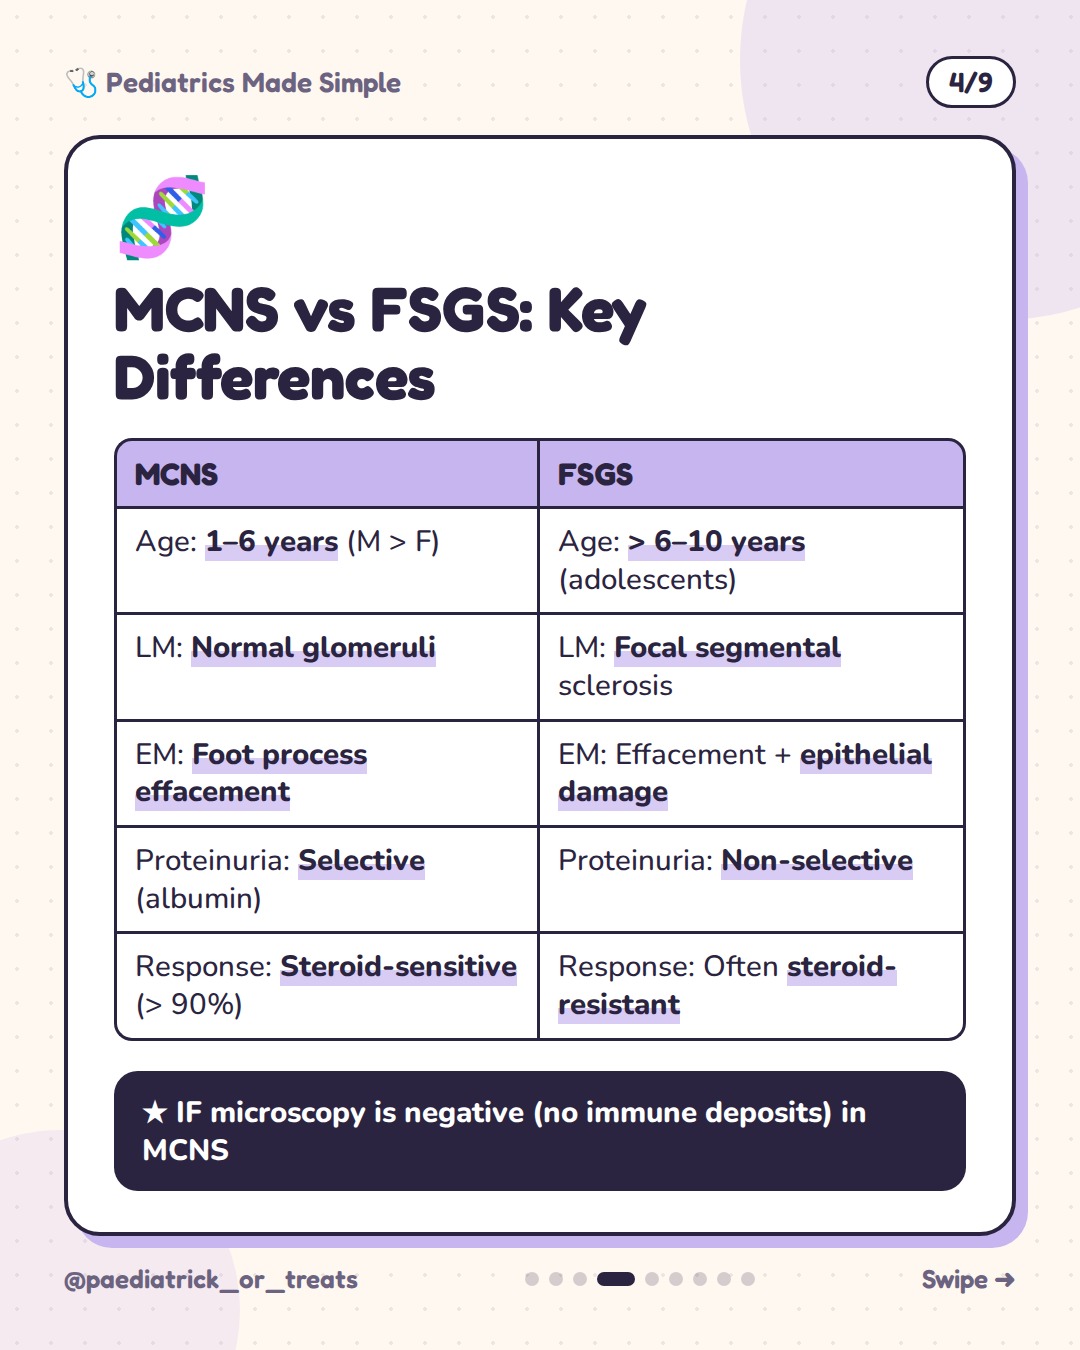 Pediatrics Made Simple
4/9
MCNS vs FSGS: Key
Differences
MCNS
FSGS
Age: 1–6 years (M > F)
Age: > 6–10 years
(adolescents)
LM: Normal glomeruli
LM: Focal segmental
sclerosis
EM: Foot process
effacement
EM: Effacement + epithelial
damage
Proteinuria: Selective
(albumin)
Proteinuria: Non-selective
Response: Steroid-sensitive
(> 90%)
Response: Often steroid-
resistant
★ IF microscopy is negative (no immune deposits) in
MCNS
@paediatrick_or_treats
Swipe ➜